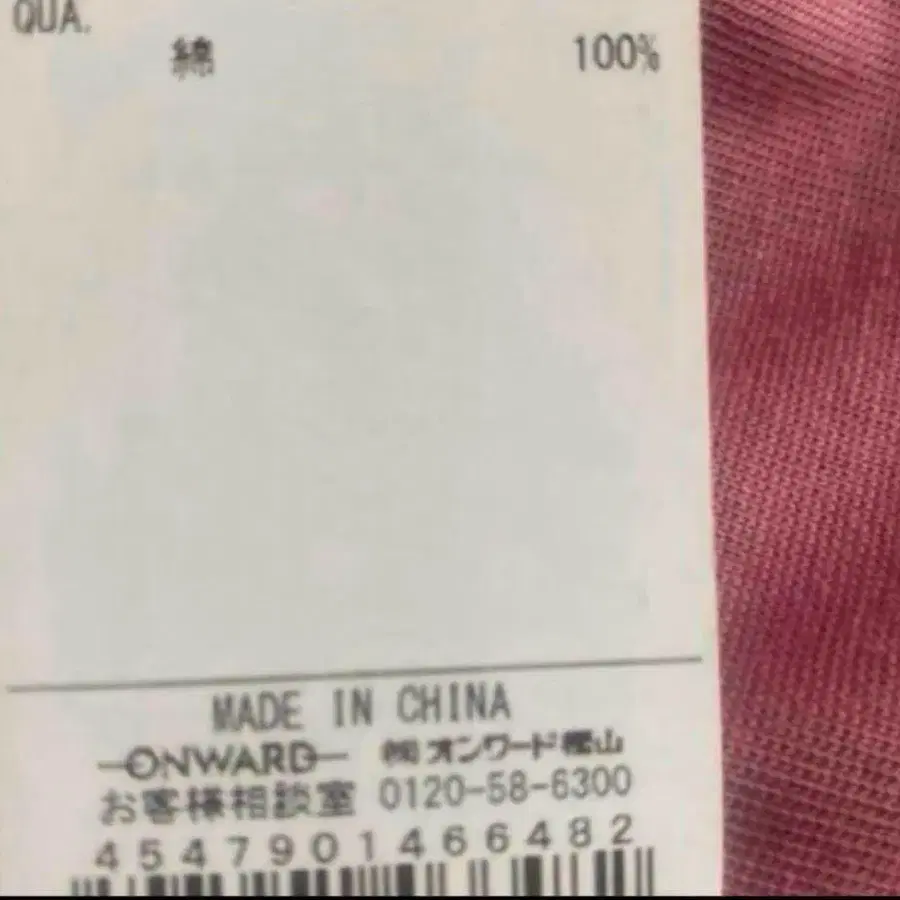 QUA.
綿 100%
MADE IN CHINA
ONWARD ㈱オンワード樫山
お客様相談室 0120-58-6300
4547901466482